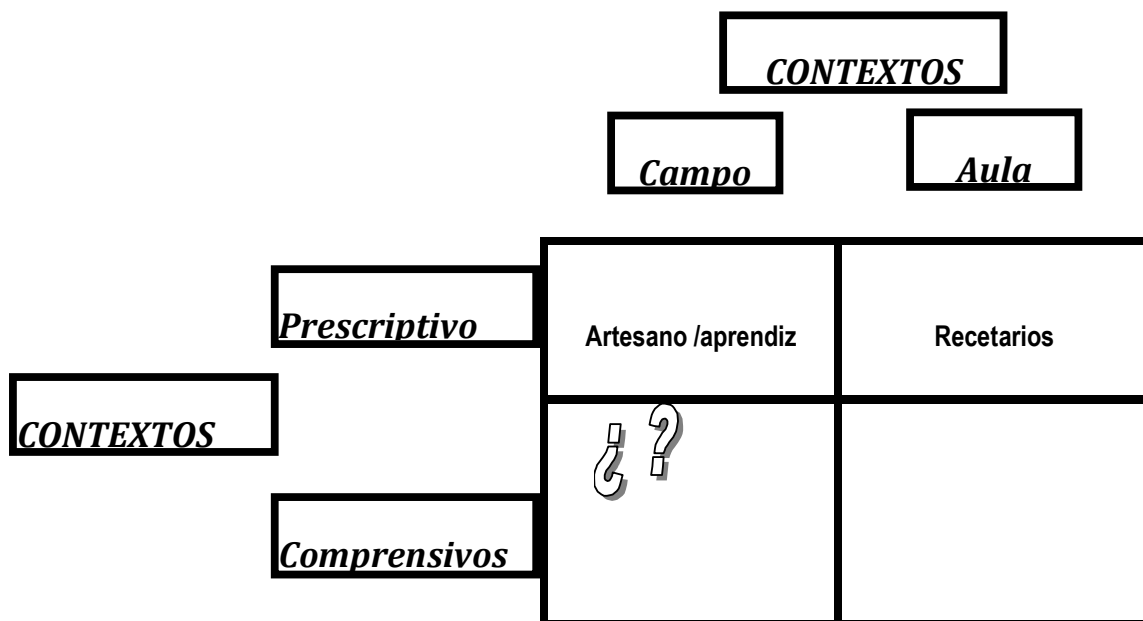 CONTEXTOS
Campo
Aula
Prescriptivo
Artesano /aprendiz
Recetarios
CONTEXTOS
¿?
Comprensivos